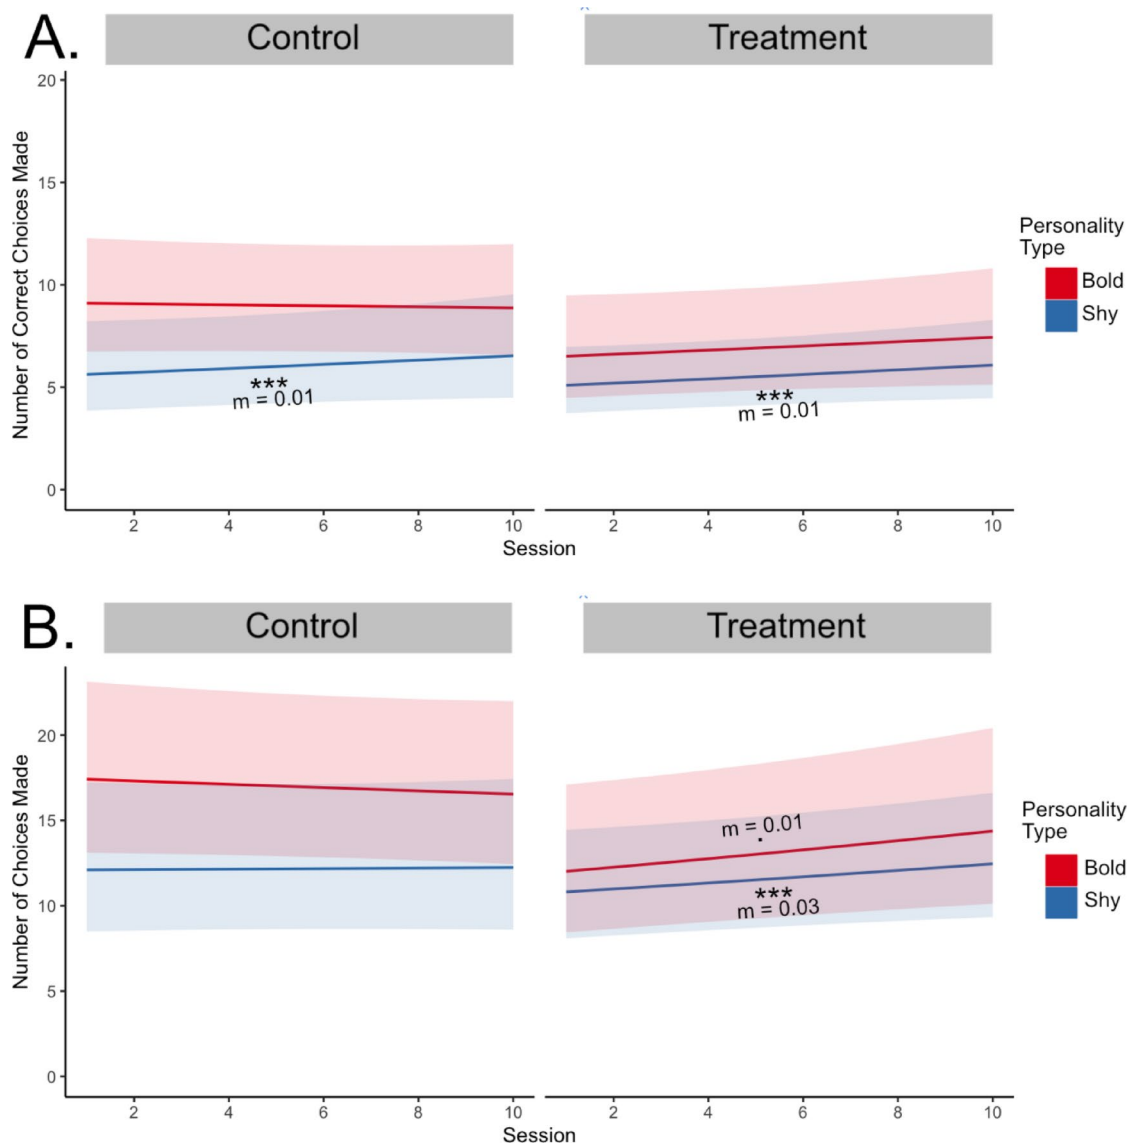 A.
Control
Treatment
20
15
10
5
0
Number of Correct Choices Made
***
m = 0.01
***
m = 0.01
2 4 6 8 10
2 4 6 8 10
Session
Personality
Type
Bold
Shy
B.
Control
Treatment
20
15
10
5
0
Number of Choices Made
m = 0.01
.
***
m = 0.03
2 4 6 8 10
2 4 6 8 10
Session
Personality
Type
Bold
Shy